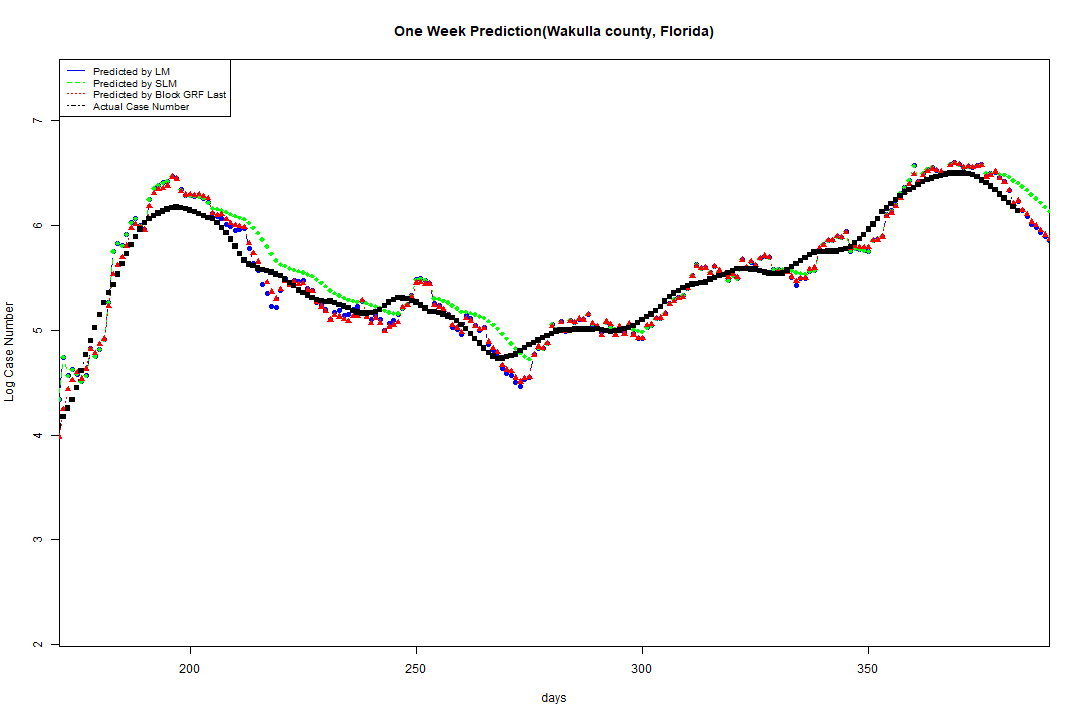 One Week Prediction(Wakulla county, Florida)
Predicted by LM
Predicted by SLM
Predicted by Block GRF Last
Actual Case Number
7
6
5
4
3
2
Log Case Number
200 250 300 350
days